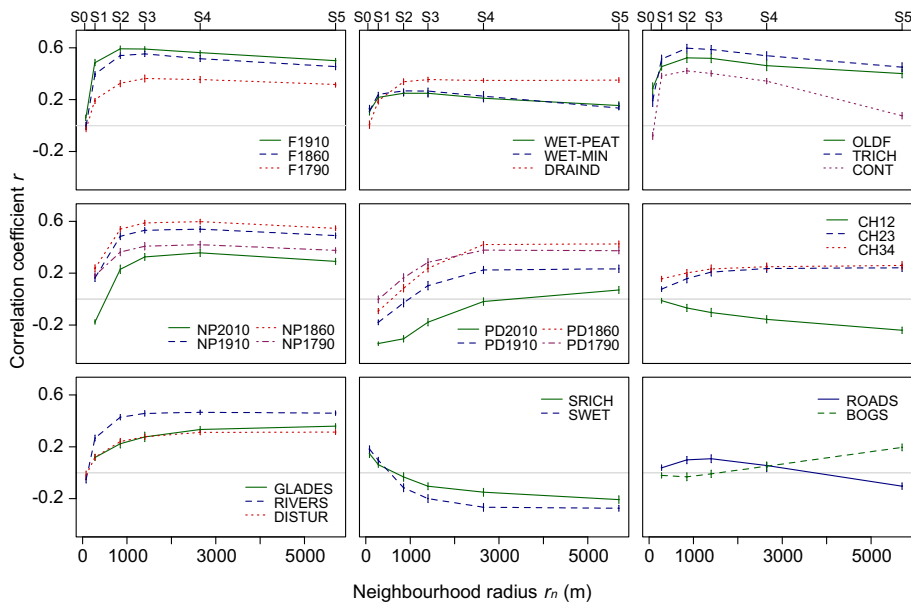 S0 S1 S2 S3 S4 S5 S0 S1 S2 S3 S4 S5 S0 S1 S2 S3 S4 S5
0.6
0.2
-0.2
F1910
F1860
F1790
WET-PEAT
WET-MIN
DRAIND
OLDF
TRICH
CONT
Correlation coefficient r
0.6
0.2
-0.2
NP2010 NP1860
NP1910 NP1790
PD2010 PD1860
PD1910 PD1790
CH12
CH23
CH34
0.6
0.2
-0.2
GLADES
RIVERS
DISTUR
SRICH
SWET
ROADS
BOGS
0 1000 3000 5000 0 1000 3000 5000 0 1000 3000 5000
Neighbourhood radius rn (m)